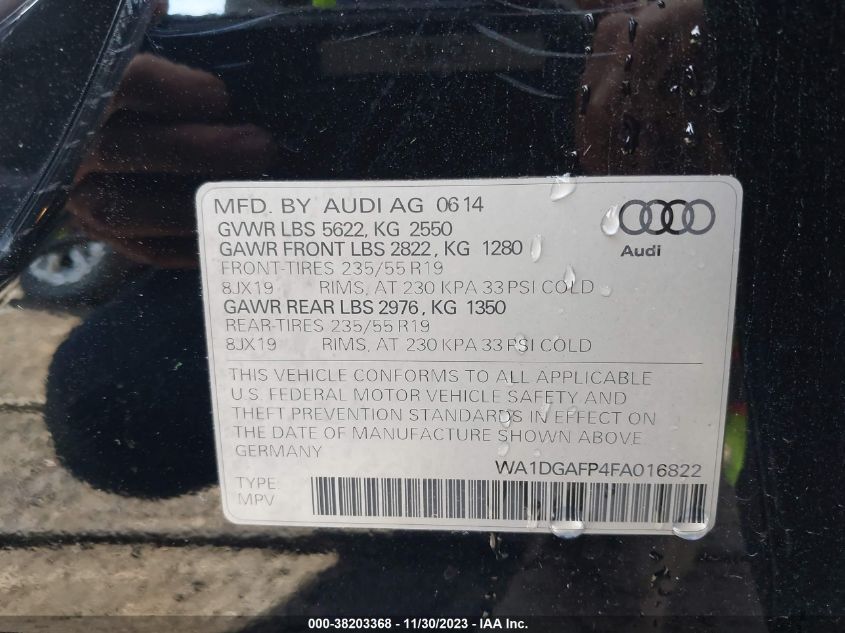 MFD. BY AUDI AG 06 14
GVWR LBS 5622, KG 2550
GAWR FRONT LBS 2822, KG 1280
FRONT-TIRES 235/55 R19
8JX19 RIMS, AT 230 KPA 33 PSI COLD
GAWR REAR LBS 2976, KG 1350
REAR-TIRES 235/55 R19
8JX19 RIMS, AT 230 KPA 33 PSI COLD
Audi
THIS VEHICLE CONFORMS TO ALL APPLICABLE
U.S. FEDERAL MOTOR VEHICLE SAFETY AND
THEFT PREVENTION STANDARDS IN EFFECT ON
THE DATE OF MANUFACTURE SHOWN ABOVE.
GERMANY
WA1DGAFP4FA016822
TYPE:
MPV
000-38203368 - 11/30/2023 - IAA Inc.